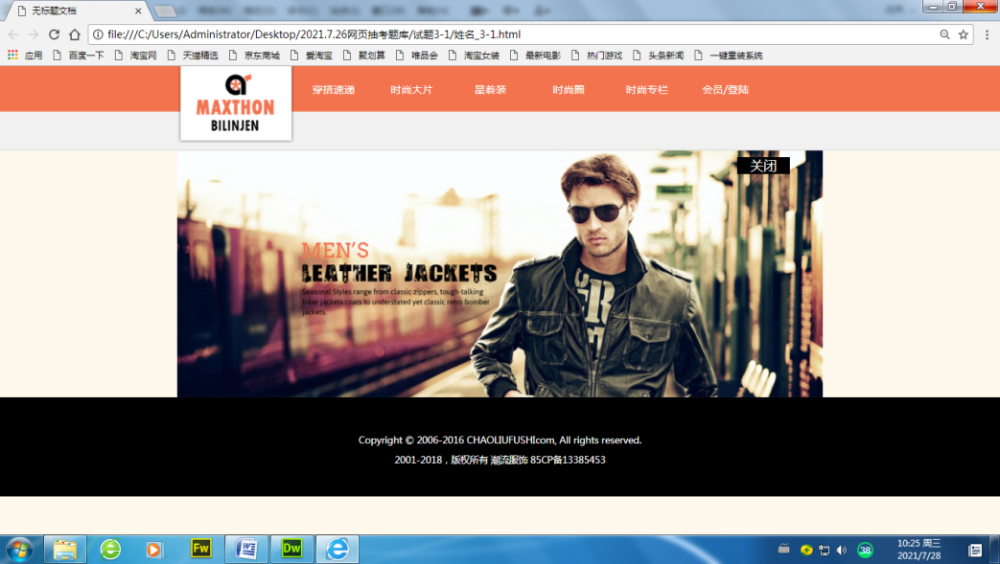 无标题文档
file:///C:/Users/Administrator/Desktop/2021.7.26网页抽考题库/试题3-1/姓名_3-1.html
应用 百度一下 淘宝网 天猫精选 京东商城 爱淘宝 聚划算 唯品会 淘宝女装 最新电影 热门游戏 头条新闻 一键重装系统
MAXTHON
BILINJEN
穿搭速递 时尚大片 星着装 时尚圈 时尚专栏 会员/登陆
关闭
MEN'S
LEATHER JACKETS
Seasonal Styles range from classic zippers, tough-talking
biker jackets coats to understated yet classic retro bomber
jackets.
Copyright © 2006-2016 CHAOLIUFUSHIcom, All rights reserved.
2001-2018，版权所有 潮流服饰 85CP备13385453
Fw
W
Dw
38
10:25 周三
2021/7/28